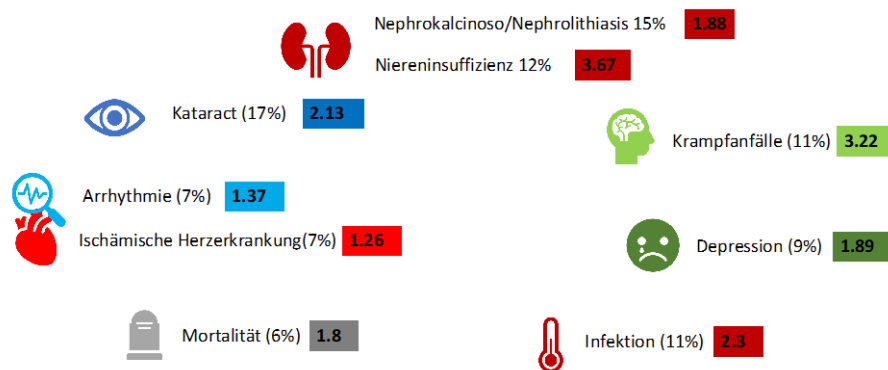 Nephrokalcinoso/Nephrolithiasis 15% 1.88
Niereninsuffizienz 12% 3.67
Kataract (17%) 2.13
Krampfanfälle (11%) 3.22
Arrhythmie (7%) 1.37
Ischämische Herzerkrankung(7%) 1.26
Depression (9%) 1.89
Mortalität (6%) 1.8
Infektion (11%) 2.3